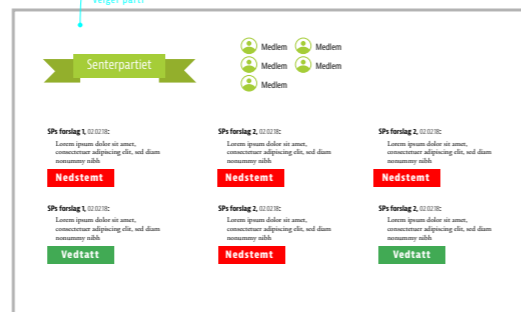 Velger parti
Senterpartiet
Medlem Medlem
Medlem Medlem
Medlem
SPs forslag 1, 02.02.18:
Lorem ipsum dolor sit amet,
consectetuer adipiscing elit, sed diam
nonummy nibh
Nedstemt
SPs forslag 2, 02.02.18:
Lorem ipsum dolor sit amet,
consectetuer adipiscing elit, sed diam
nonummy nibh
Nedstemt
SPs forslag 2, 02.02.18:
Lorem ipsum dolor sit amet,
consectetuer adipiscing elit, sed diam
nonummy nibh
Nedstemt
SPs forslag 1, 02.02.18:
Lorem ipsum dolor sit amet,
consectetuer adipiscing elit, sed diam
nonummy nibh
Vedtatt
SPs forslag 2, 02.02.18:
Lorem ipsum dolor sit amet,
consectetuer adipiscing elit, sed diam
nonummy nibh
Nedstemt
SPs forslag 2, 02.02.18:
Lorem ipsum dolor sit amet,
consectetuer adipiscing elit, sed diam
nonummy nibh
Vedtatt